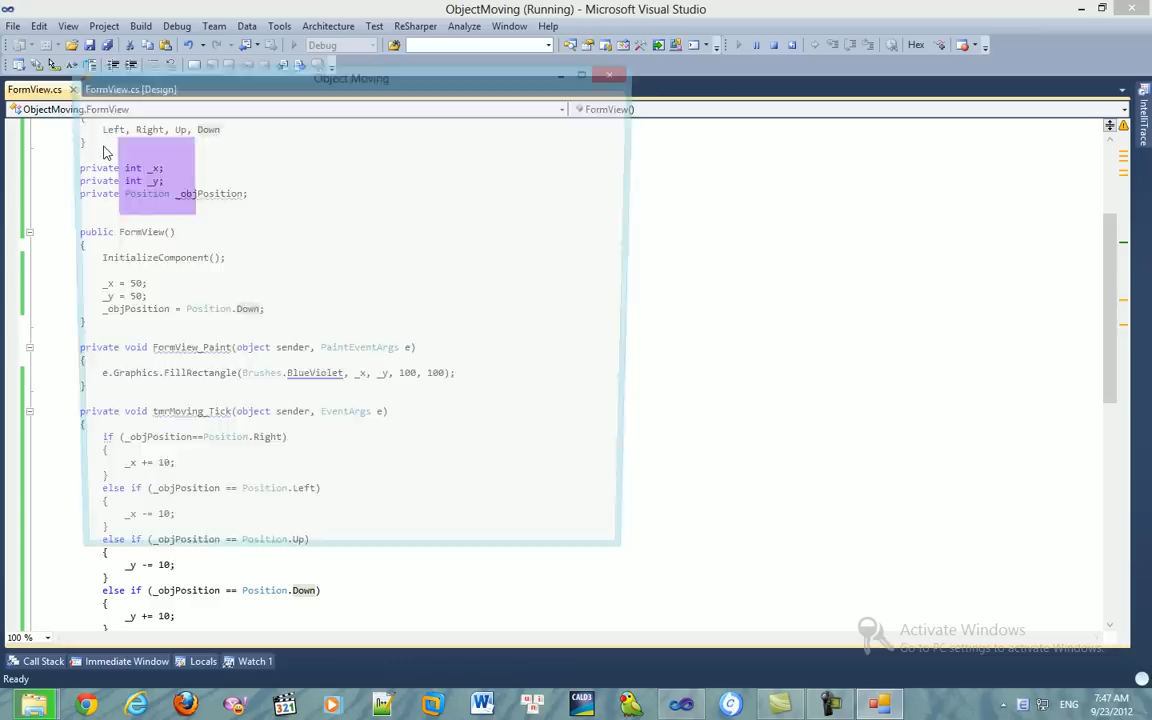 ObjectMoving (Running) - Microsoft Visual Studio
File Edit View Project Build Debug Team Data Tools Architecture Test ReSharper Analyze Window Help
Debug Hex
Object Moving
FormView.cs FormView.cs [Design]
ObjectMoving.FormView FormView()
IntelliTrace
{
Left, Right, Up, Down
}
private int _x;
private int _y;
private Position _objPosition;
public FormView()
{
InitializeComponent();
_x = 50;
_y = 50;
_objPosition = Position.Down;
}
private void FormView_Paint(object sender, PaintEventArgs e)
{
e.Graphics.FillRectangle(Brushes.BlueViolet, _x, _y, 100, 100);
}
private void tmrMoving_Tick(object sender, EventArgs e)
{
if (_objPosition==Position.Right)
{
_x += 10;
}
else if (_objPosition == Position.Left)
{
_x -= 10;
}
else if (_objPosition == Position.Up)
{
_y -= 10;
}
else if (_objPosition == Position.Down)
{
_y += 10;
}
100 %
Activate Windows
Go to PC settings to activate Windows.
Call Stack Immediate Window Locals Watch 1
Ready
321
CALD3
ENG
7:47 AM
9/23/2012